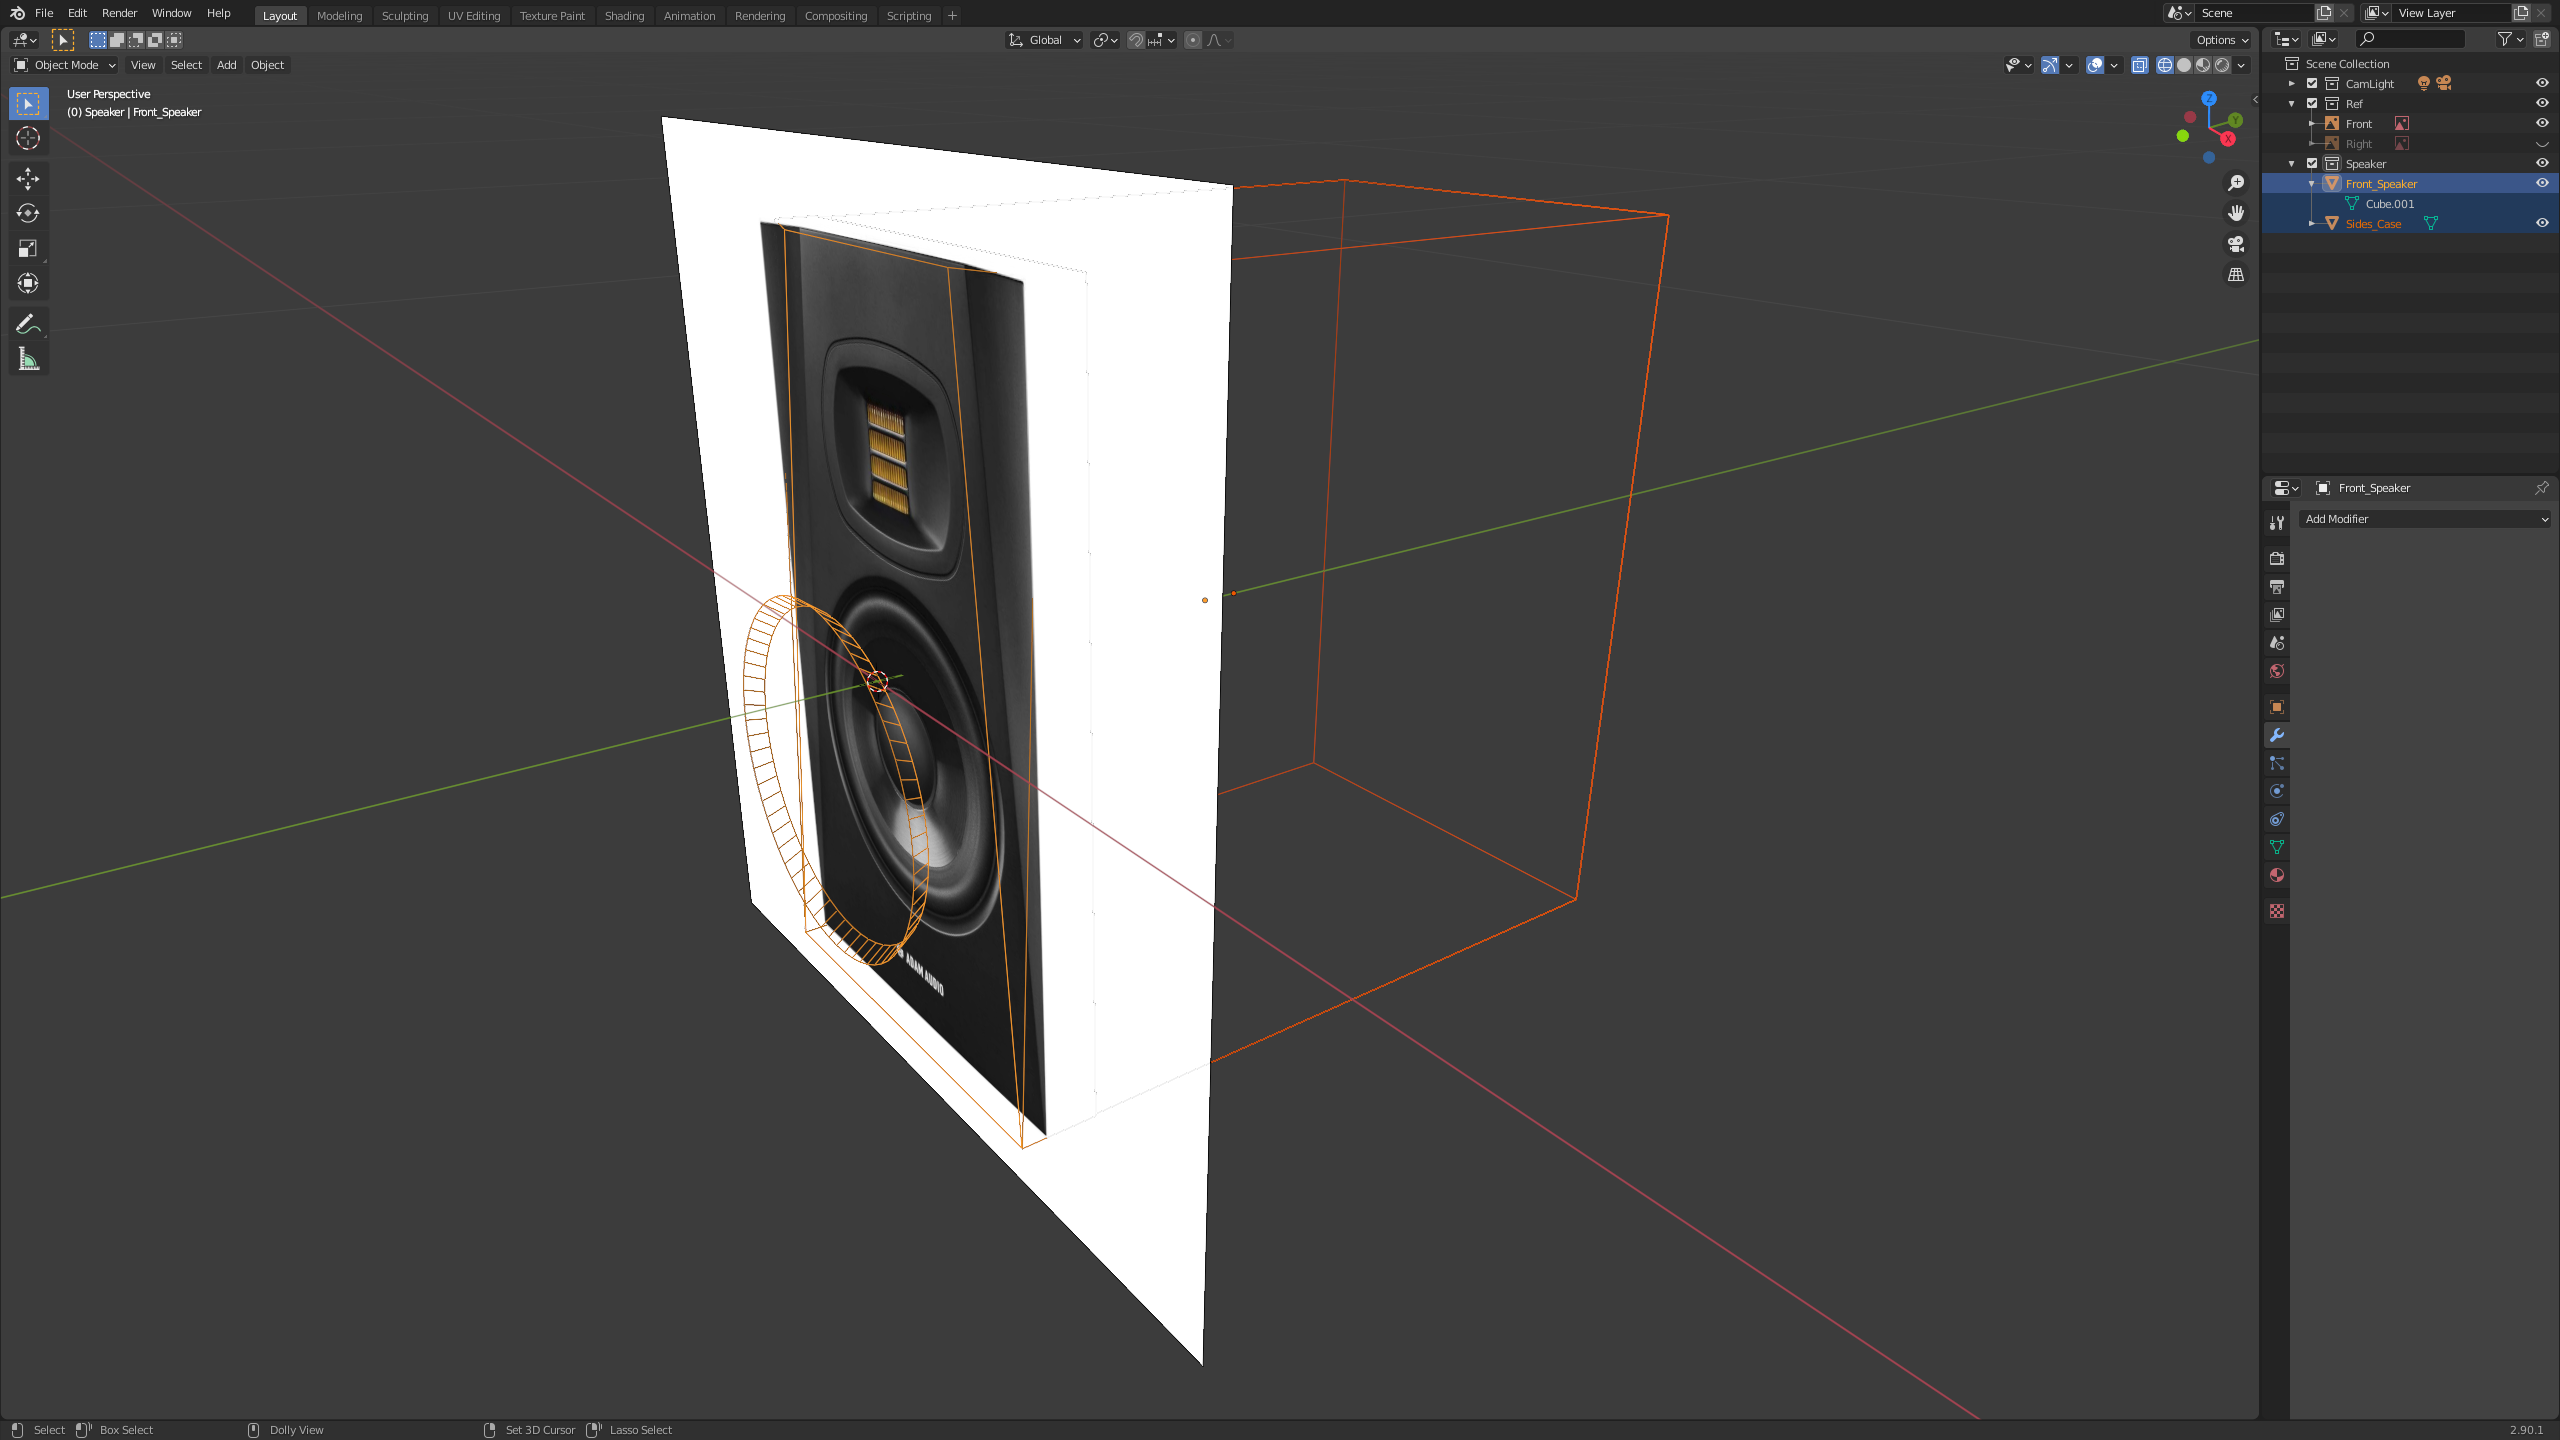 File Edit Render Window Help
Layout Modeling Sculpting UV Editing Texture Paint Shading Animation Rendering Compositing Scripting +
Scene
View Layer
Global
Options
Object Mode View Select Add Object
User Perspective
(0) Speaker | Front_Speaker
Z
Y
X
ADAM AUDIO
Scene Collection
CamLight
Ref
Front
Right
Speaker
Front_Speaker
Cube.001
Sides_Case
Front_Speaker
Add Modifier
Select Box Select Dolly View Set 3D Cursor Lasso Select 2.90.1